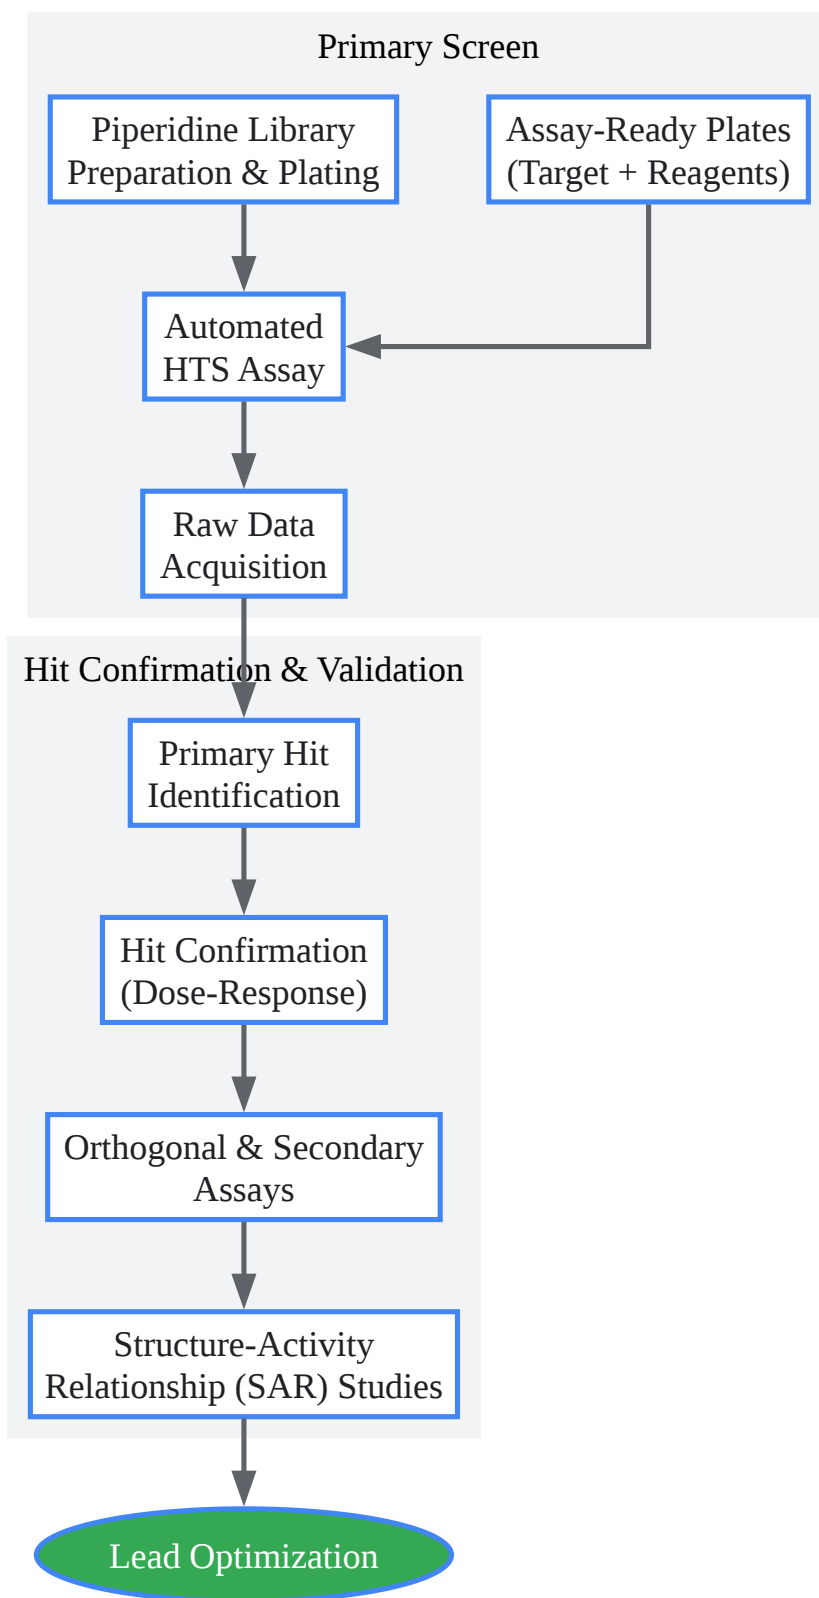 Primary Screen
Piperidine Library
Preparation & Plating
Assay-Ready Plates
(Target + Reagents)
Automated
HTS Assay
Raw Data
Acquisition
Hit Confirmation & Validation
Primary Hit
Identification
Hit Confirmation
(Dose-Response)
Orthogonal & Secondary
Assays
Structure-Activity
Relationship (SAR) Studies
Lead Optimization